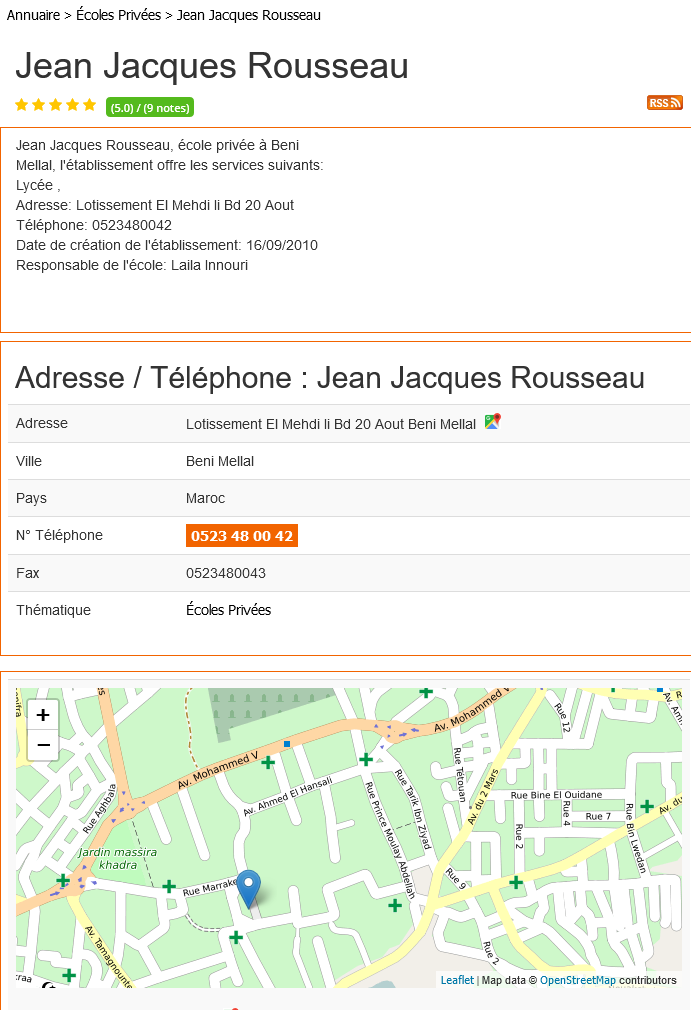 Annuaire > Écoles Privées > Jean Jacques Rousseau
Jean Jacques Rousseau
(5.0) / (9 notes)
RSS
Jean Jacques Rousseau, école privée à Beni
Mellal, l'établissement offre les services suivants:
Lycée ,
Adresse: Lotissement El Mehdi Ii Bd 20 Aout
Téléphone: 0523480042
Date de création de l'établissement: 16/09/2010
Responsable de l'école: Laila Innouri
Adresse / Téléphone : Jean Jacques Rousseau
Adresse Lotissement El Mehdi Ii Bd 20 Aout Beni Mellal
Ville Beni Mellal
Pays Maroc
N° Téléphone 0523 48 00 42
Fax 0523480043
Thématique Écoles Privées
+
−
Av. Mohammed V
Av. Mohammed V
Rue 12
Rue Aghbala
Av. Ahmed El Hansali
Rue Tétouan
Av. du 2 Mars
Rue Bine El Ouidane
Rue 4
Rue 7
Rue 2
Rue Bin Lwedan
Av. du
Rue Tarik Ibn Ziyad
Rue Prince Moulay Abdellah
Jardin massira
khadra
Rue Marrake
Rue 9
Av. Tamagnounte
Rue 2
Leaflet | Map data © OpenStreetMap contributors